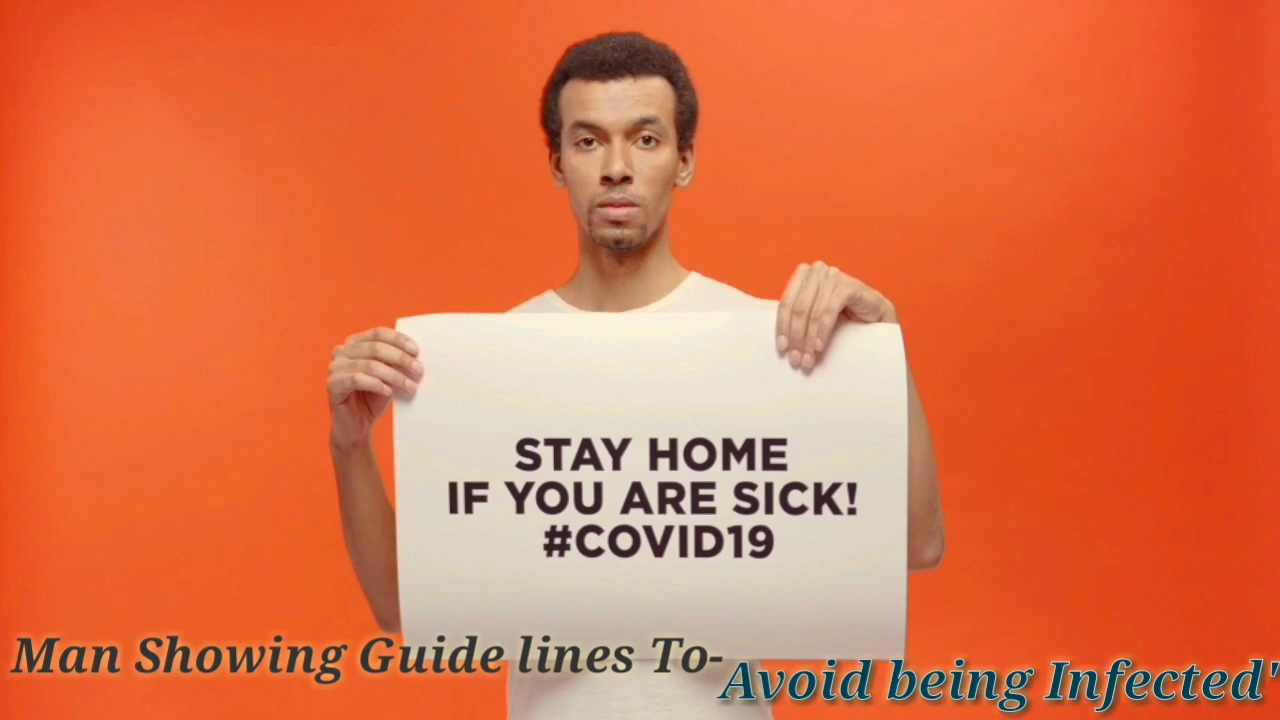 STAY HOME
IF YOU ARE SICK!
#COVID19
Man Showing Guide lines To-
Avoid being Infected'